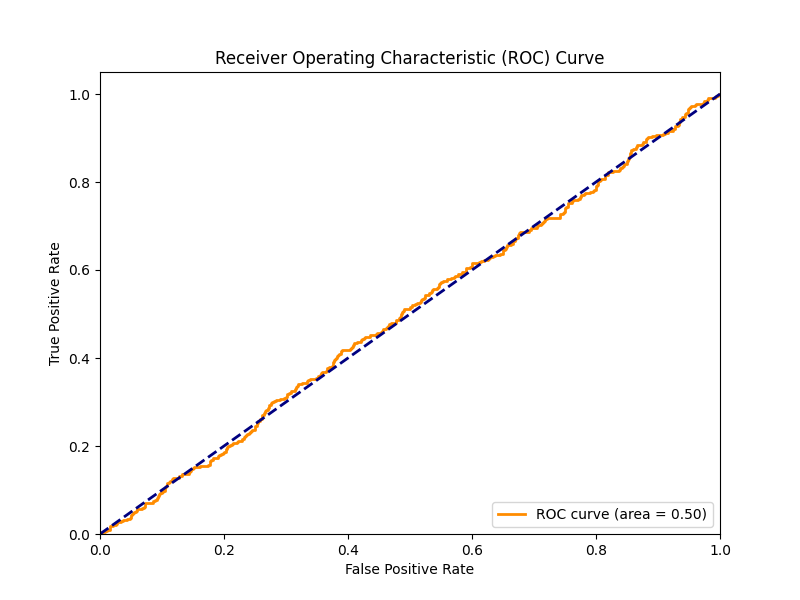 Receiver Operating Characteristic (ROC) Curve
True Positive Rate
1.0
0.8
0.6
0.4
0.2
0.0
ROC curve (area = 0.50)
0.0 0.2 0.4 0.6 0.8 1.0
False Positive Rate